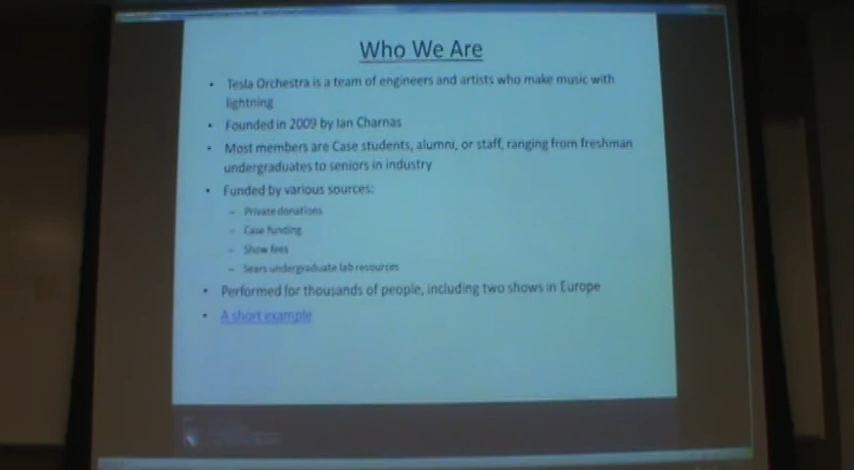 Who We Are
• Tesla Orchestra is a team of engineers and artists who make music with
lightning
• Founded in 2009 by Ian Charnas
• Most members are Case students, alumni, or staff, ranging from freshman
undergraduates to seniors in industry
• Funded by various sources:
– Private donations
– Case funding
– Show fees
– Sears undergraduate lab resources
• Performed for thousands of people, including two shows in Europe
• A short example